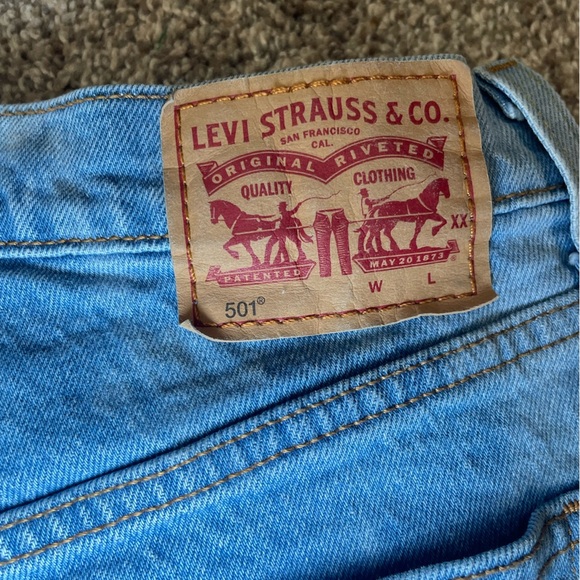 LEVI STRAUSS & CO.
SAN FRANCISCO
CAL.
ORIGINAL RIVETED
QUALITY CLOTHING
XX
PATENTED MAY 20 1873
W L
501®